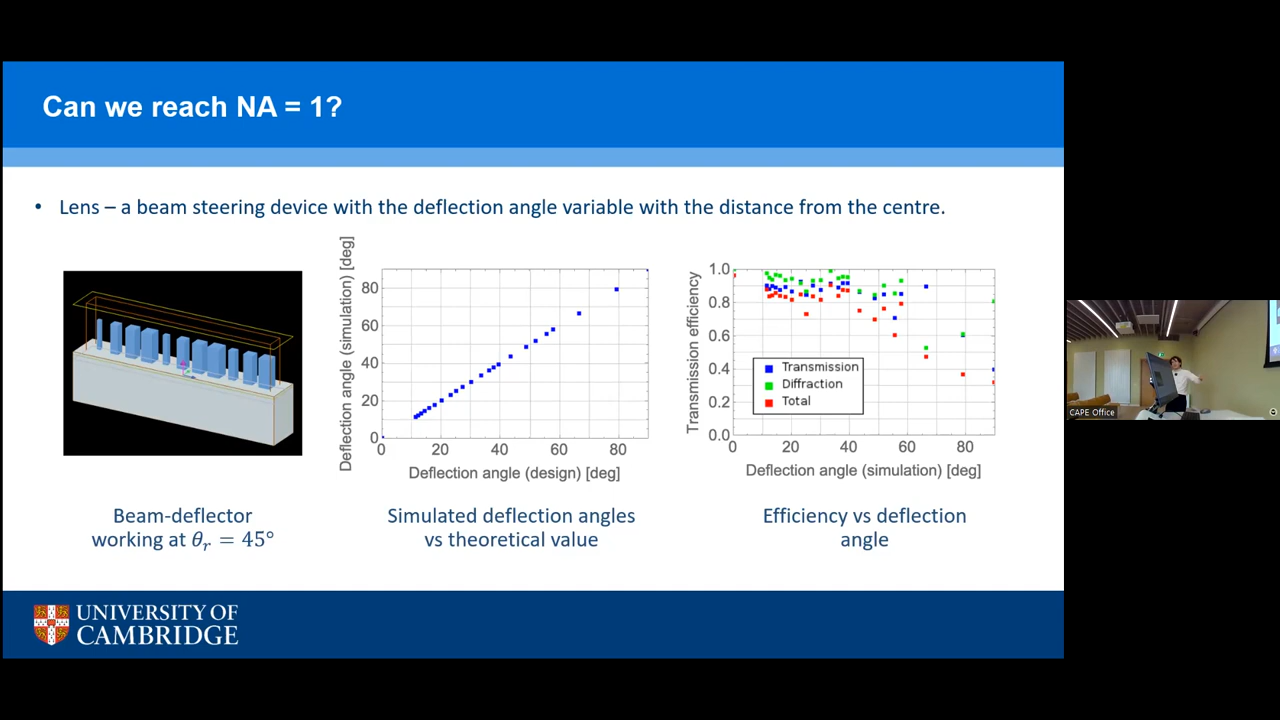 Can we reach NA = 1?
• Lens – a beam steering device with the deflection angle variable with the distance from the centre.
Deflection angle (simulation) [deg]
80
60
40
20
0
0 20 40 60 80
Deflection angle (design) [deg]
Transmission efficiency
1.0
0.8
0.6
0.4
0.2
0.0
Transmission
Diffraction
Total
0 20 40 60 80
Deflection angle (simulation) [deg]
Beam-deflector
working at θr = 45°
Simulated deflection angles
vs theoretical value
Efficiency vs deflection
angle
UNIVERSITY OF
CAMBRIDGE
CAPE Office